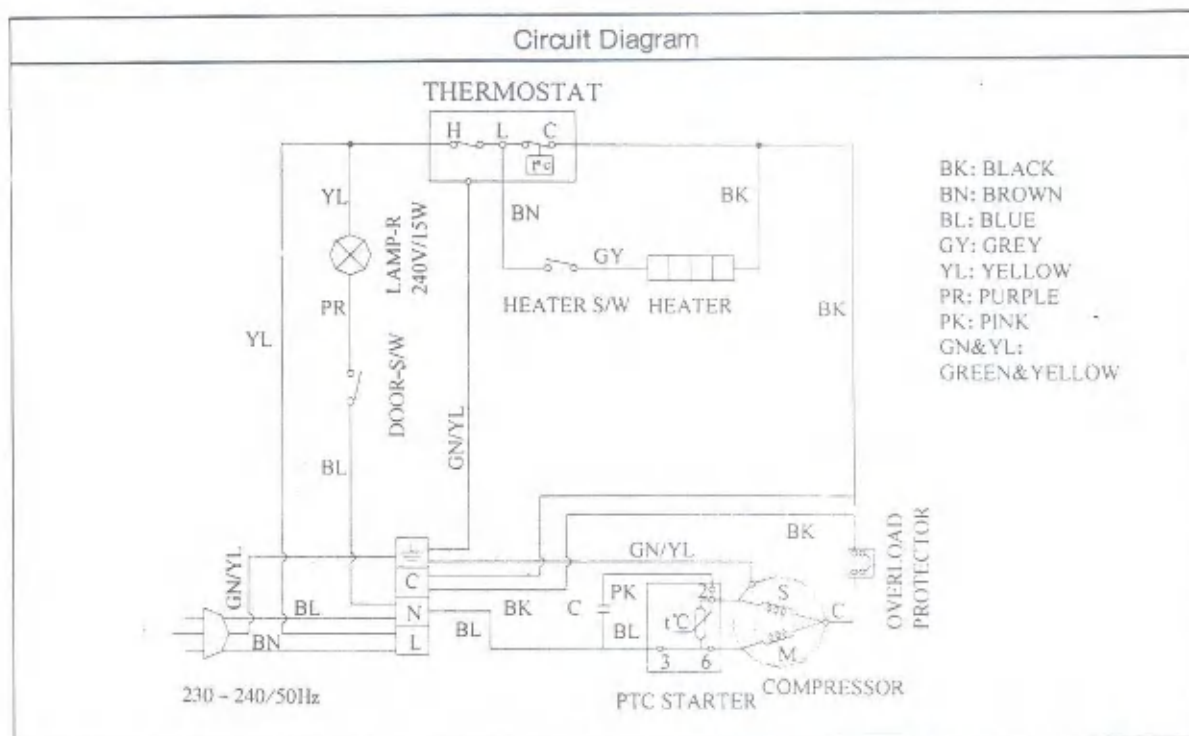 Circuit Diagram
THERMOSTAT
H L C
t°c
YL
BN
BK
LAMP-R
240V/15W
GY
PR
HEATER S/W HEATER
YL
BK
DOOR-S/W
GN/YL
BL
BK: BLACK
BN: BROWN
BL: BLUE
GY: GREY
YL: YELLOW
PR: PURPLE
PK: PINK
GN&YL:
GREEN&YELLOW
BK
OVERLOAD
PROTECTOR
GN/YL
GN/YL
C
PK
2
S
C
BL
N
BK
C
t°C
BL
BL
BN
L
M
3 6
230 - 240/50Hz
PTC STARTER
COMPRESSOR